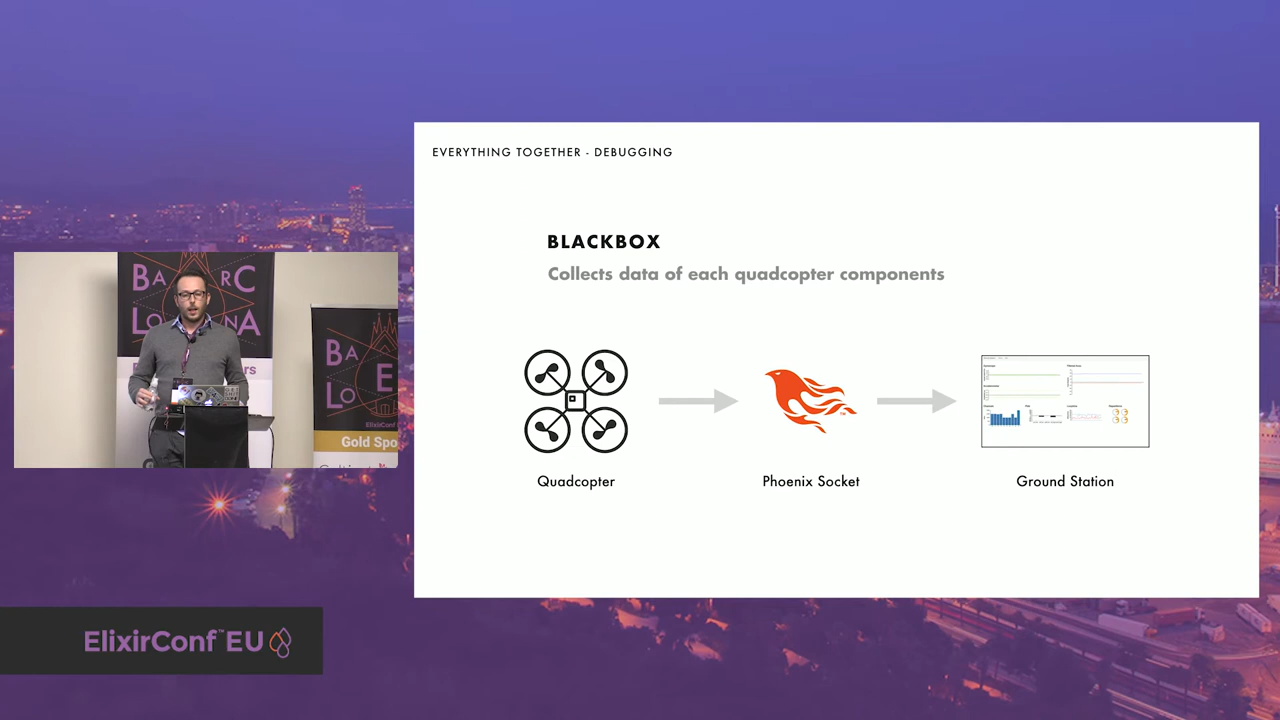 EVERYTHING TOGETHER - DEBUGGING
BLACKBOX
Collects data of each quadcopter components
Quadcopter
Phoenix Socket
Ground Station
BA RC
LO NA
BA
E
LO
ElixirConf
Gold Spo
ElixirConf™ EU